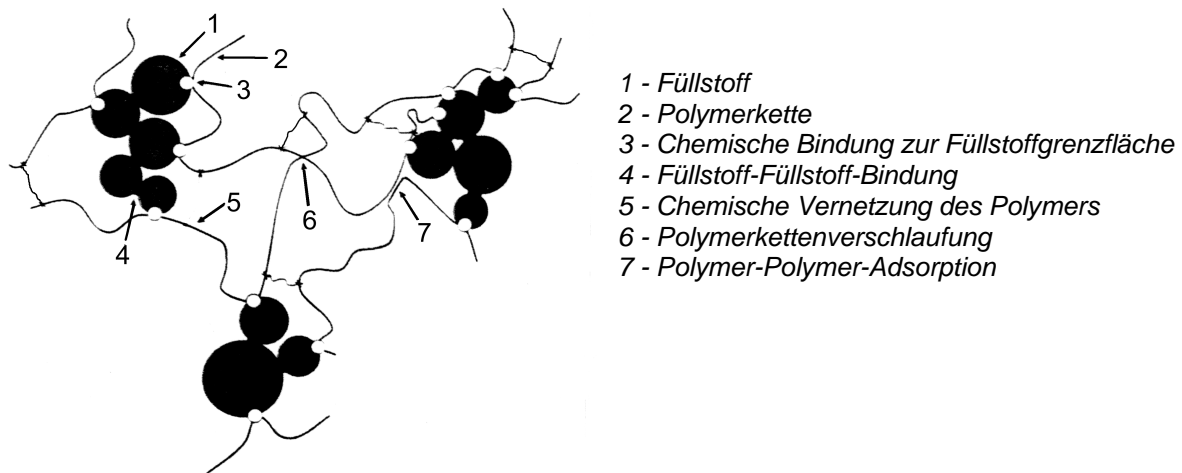 1
2
3
4
5
6
7
1 - Füllstoff
2 - Polymerkette
3 - Chemische Bindung zur Füllstoffgrenzfläche
4 - Füllstoff-Füllstoff-Bindung
5 - Chemische Vernetzung des Polymers
6 - Polymerkettenverschlaufung
7 - Polymer-Polymer-Adsorption